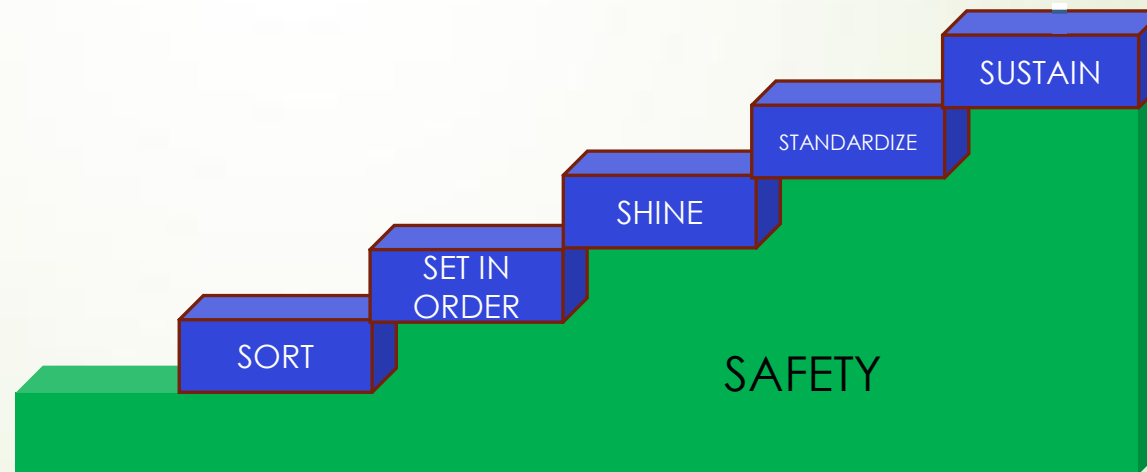 SUSTAIN
STANDARDIZE
SHINE
SET IN
ORDER
SORT
SAFETY